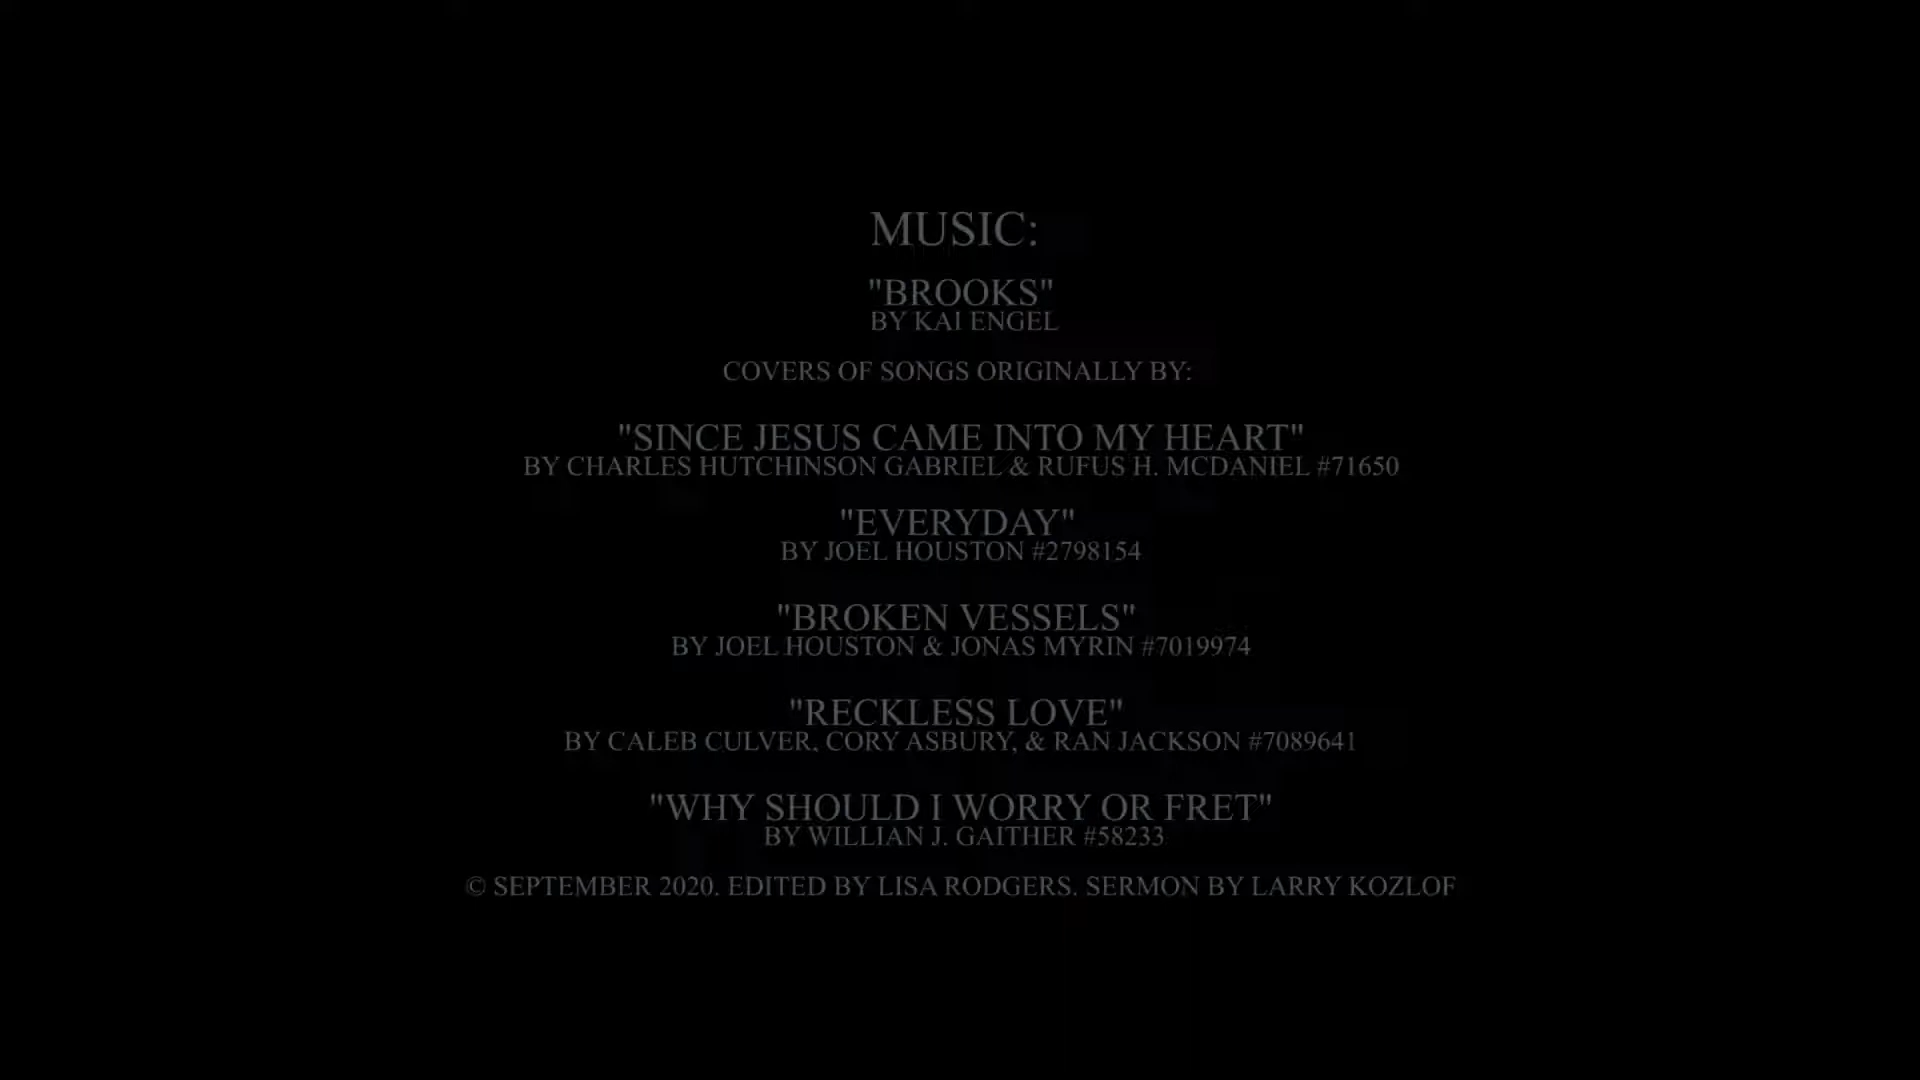 MUSIC:
"BROOKS"
BY KAI ENGEL
COVERS OF SONGS ORIGINALLY BY:
"SINCE JESUS CAME INTO MY HEART"
BY CHARLES HUTCHINSON GABRIEL & RUFUS H. MCDANIEL #71650
"EVERYDAY"
BY JOEL HOUSTON #2798154
"BROKEN VESSELS"
BY JOEL HOUSTON & JONAS MYRIN #7019974
"RECKLESS LOVE"
BY CALEB CULVER, CORY ASBURY, & RAN JACKSON #7089641
"WHY SHOULD I WORRY OR FRET"
BY WILLIAN J. GAITHER #58233
© SEPTEMBER 2020. EDITED BY LISA RODGERS. SERMON BY LARRY KOZLOF